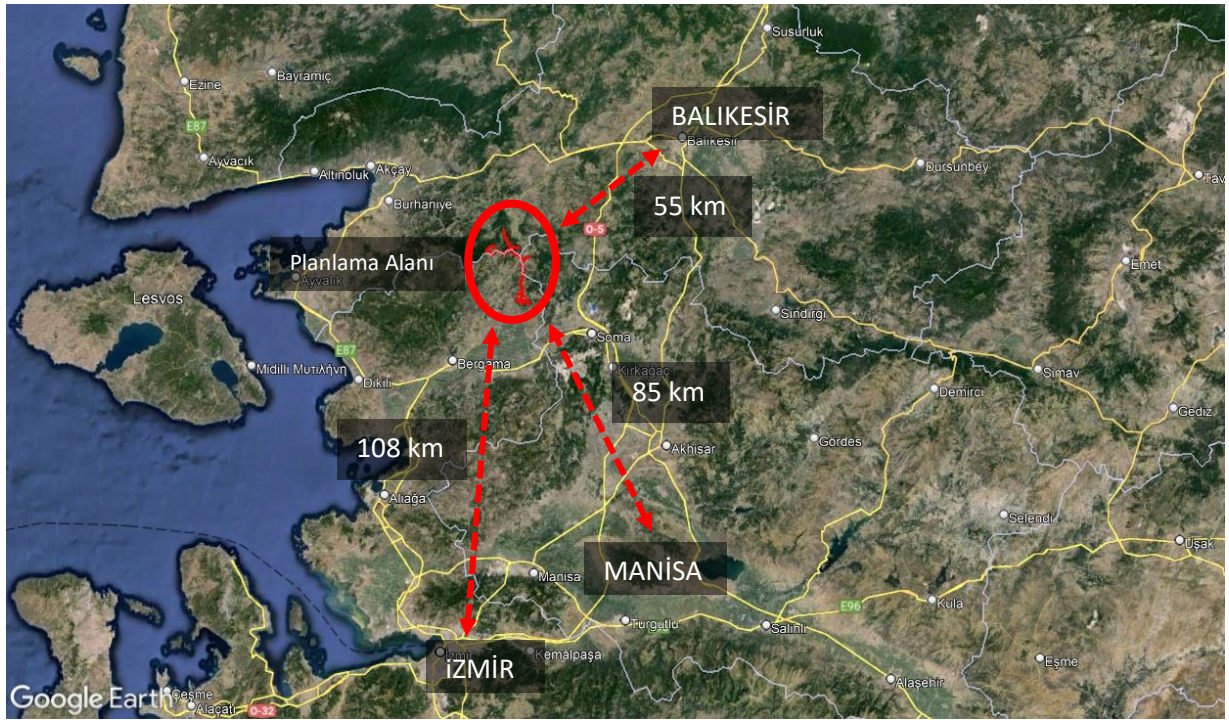 Susurluk
Ezine
Bayramiç
E87
BALIKESİR
Balıkesir
Ayvacık
Altınoluk
Akçay
Dursunbey
Tav
Burhaniye
55 km
O-5
Planlama Alanı
Ayvalık
Emet
Lesvos
Sındırgı
Soma
E87
Bergama
Midilli Μυτιλήνη
Dikili
Kırkağaç
Simav
85 km
Demirci
Gediz
108 km
Akhisar
Gördes
Aliağa
Selendi
Uşak
MANİSA
Manisa
Kula
E96
Turgutlu
Salihli
İZMİR
İzmir
Kemalpaşa
Eşme
Alaşehir
Google Earth
Çeşme
Alaçatı
O-32